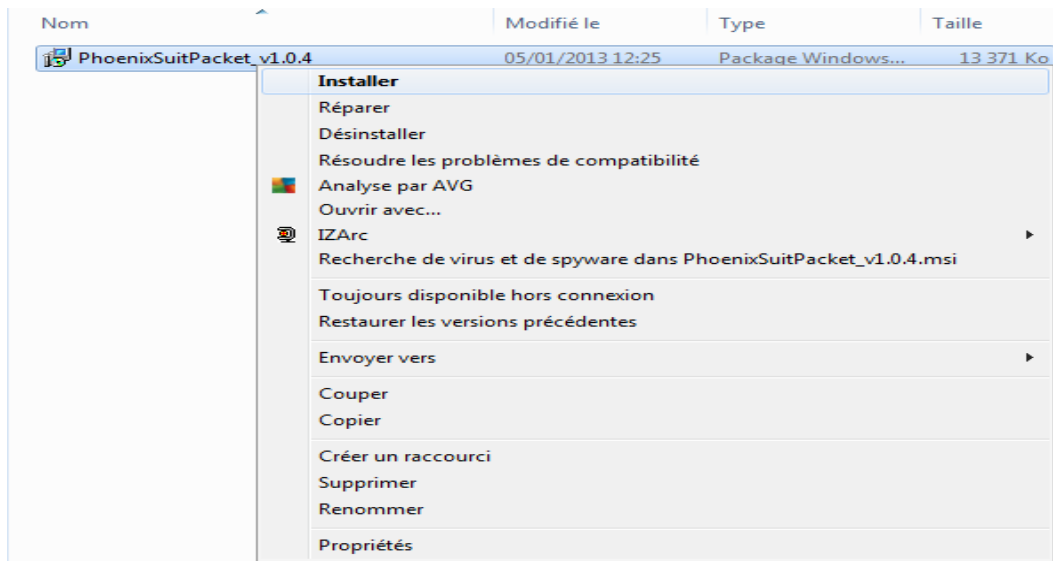 Nom Modifié le Type Taille
PhoenixSuitPacket_v1.0.4 05/01/2013 12:25 Package Windows... 13 371 Ko
Installer
Réparer
Désinstaller
Résoudre les problèmes de compatibilité
Analyse par AVG
Ouvrir avec...
IZArc
Recherche de virus et de spyware dans PhoenixSuitPacket_v1.0.4.msi
Toujours disponible hors connexion
Restaurer les versions précédentes
Envoyer vers
Couper
Copier
Créer un raccourci
Supprimer
Renommer
Propriétés